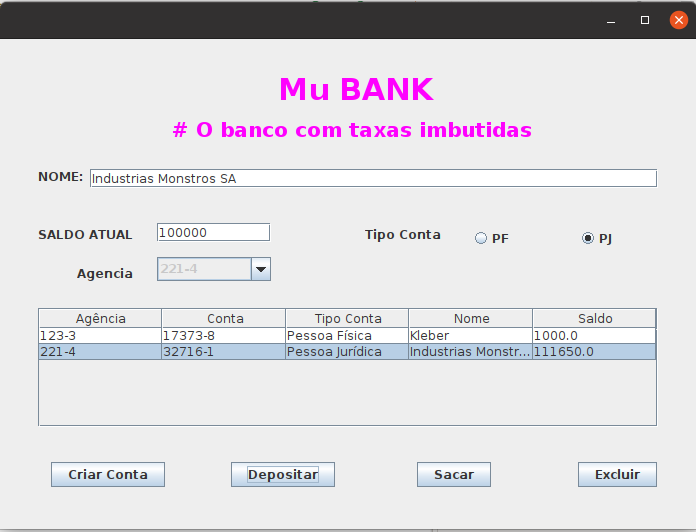 Mu BANK
# O banco com taxas imbutidas
NOME: Industrias Monstros SA
SALDO ATUAL 100000 Tipo Conta PF PJ
Agencia 221-4
Agência Conta Tipo Conta Nome Saldo
123-3 17373-8 Pessoa Física Kleber 1000.0
221-4 32716-1 Pessoa Jurídica Industrias Monstr... 111650.0
Criar Conta Depositar Sacar Excluir